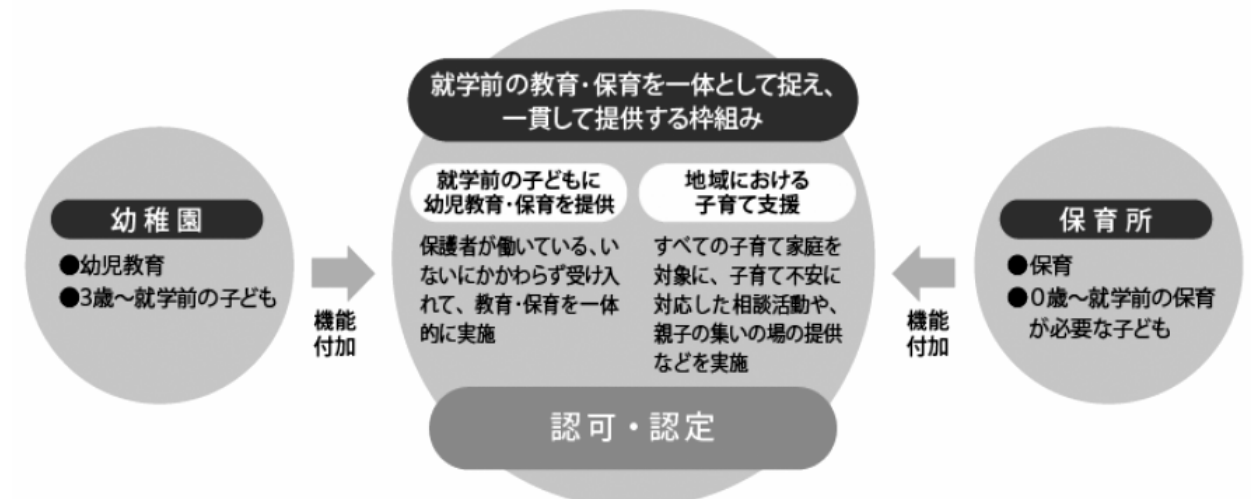 就学前の教育・保育を一体として捉え、
一貫して提供する枠組み
幼稚園
●幼児教育
●3歳～就学前の子ども
機能
付加
就学前の子どもに
幼児教育・保育を提供
保護者が働いている、い
ないにかかわらず受け入
れて、教育・保育を一体
的に実施
地域における
子育て支援
すべての子育て家庭を
対象に、子育て不安に
対応した相談活動や、
親子の集いの場の提供
などを実施
機能
付加
保育所
●保育
●0歳～就学前の保育
が必要な子ども
認可・認定